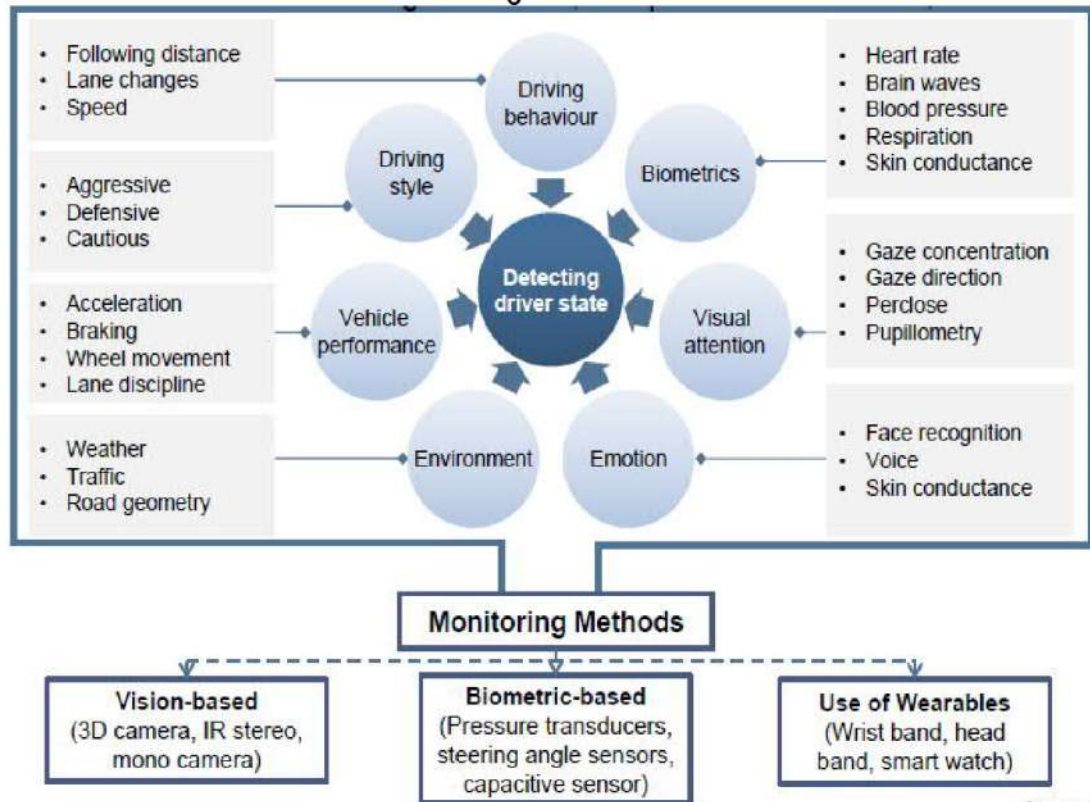 • Following distance
• Lane changes
• Speed
• Aggressive
• Defensive
• Cautious
• Acceleration
• Braking
• Wheel movement
• Lane discipline
• Weather
• Traffic
• Road geometry
Driving
behaviour
Driving
style
Biometrics
Detecting
driver state
Vehicle
performance
Visual
attention
Environment
Emotion
• Heart rate
• Brain waves
• Blood pressure
• Respiration
• Skin conductance
• Gaze concentration
• Gaze direction
• Perclose
• Pupillometry
• Face recognition
• Voice
• Skin conductance
Monitoring Methods
Vision-based
(3D camera, IR stereo,
mono camera)
Biometric-based
(Pressure transducers,
steering angle sensors,
capacitive sensor)
Use of Wearables
(Wrist band, head
band, smart watch)